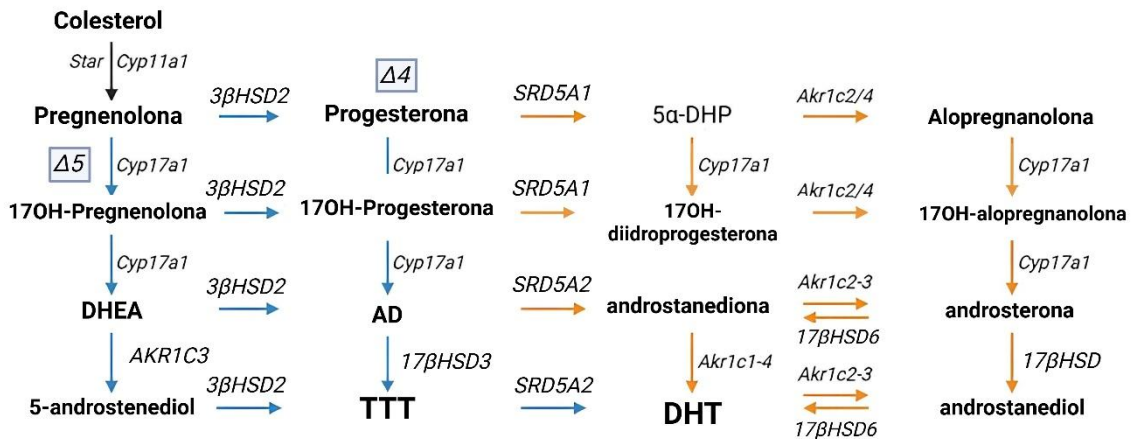 Colesterol
Star Cyp11a1
Δ4
3βHSD2 SRD5A1 Akr1c2/4
Pregnenolona Progesterona 5α-DHP Alopregnanolona
Δ5 Cyp17a1 Cyp17a1 Cyp17a1 Cyp17a1
3βHSD2 SRD5A1 Akr1c2/4
17OH-Pregnenolona 17OH-Progesterona 17OH- 17OH-alopregnanolona
diidroprogesterona
Cyp17a1 Cyp17a1 Cyp17a1
3βHSD2 SRD5A2 Akr1c2-3
DHEA AD androstanediona androsterona
17βHSD6
AKR1C3 17βHSD3 Akr1c1-4 17βHSD
3βHSD2 SRD5A2 Akr1c2-3
5-androstenediol TTT DHT androstanediol
17βHSD6